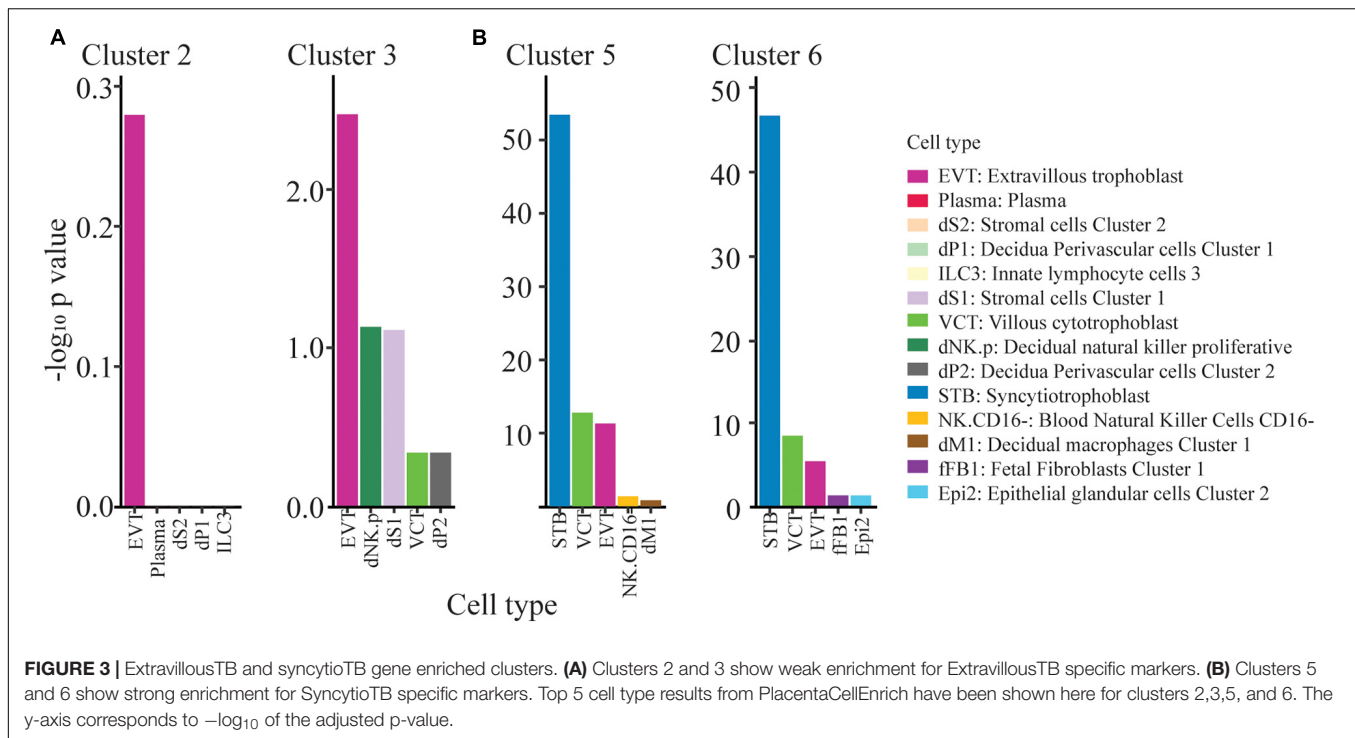 A
Cluster 2
Cluster 3
B
Cluster 5
Cluster 6
-log₁₀ p value
0.3
0.2
0.1
0.0
EVT
Plasma
dS2
dP1
ILC3
2.0
1.0
0.0
EVT
dNK.p
dS1
VCT
dP2
50
40
30
20
10
STB
VCT
EVT
NK.CD16-
dM1
50
40
30
20
10
0
STB
VCT
EVT
fFB1
Epi2
Cell type
Cell type
EVT: Extravillous trophoblast
Plasma: Plasma
dS2: Stromal cells Cluster 2
dP1: Decidua Perivascular cells Cluster 1
ILC3: Innate lymphocyte cells 3
dS1: Stromal cells Cluster 1
VCT: Villous cytotrophoblast
dNK.p: Decidual natural killer proliferative
dP2: Decidua Perivascular cells Cluster 2
STB: Syncytiotrophoblast
NK.CD16-: Blood Natural Killer Cells CD16-
dM1: Decidual macrophages Cluster 1
fFB1: Fetal Fibroblasts Cluster 1
Epi2: Epithelial glandular cells Cluster 2
FIGURE 3 | ExtravillousTB and syncytioTB gene enriched clusters. (A) Clusters 2 and 3 show weak enrichment for ExtravillousTB specific markers. (B) Clusters 5
and 6 show strong enrichment for SyncytioTB specific markers. Top 5 cell type results from PlacentaCellEnrich have been shown here for clusters 2,3,5, and 6. The
y-axis corresponds to −log₁₀ of the adjusted p-value.